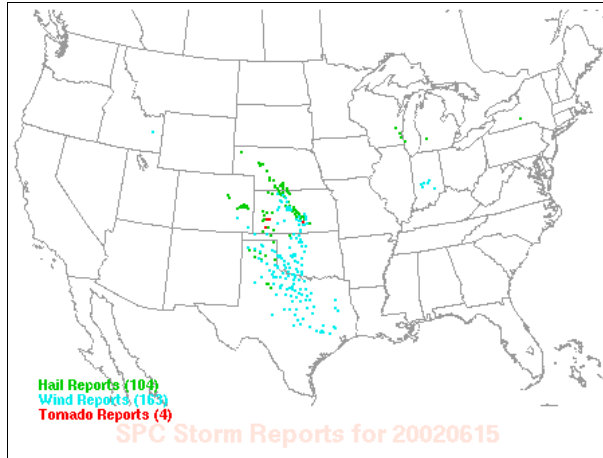 Hail Reports (104)
Wind Reports (163)
Tornado Reports (4)
SPC Storm Reports for 20020615